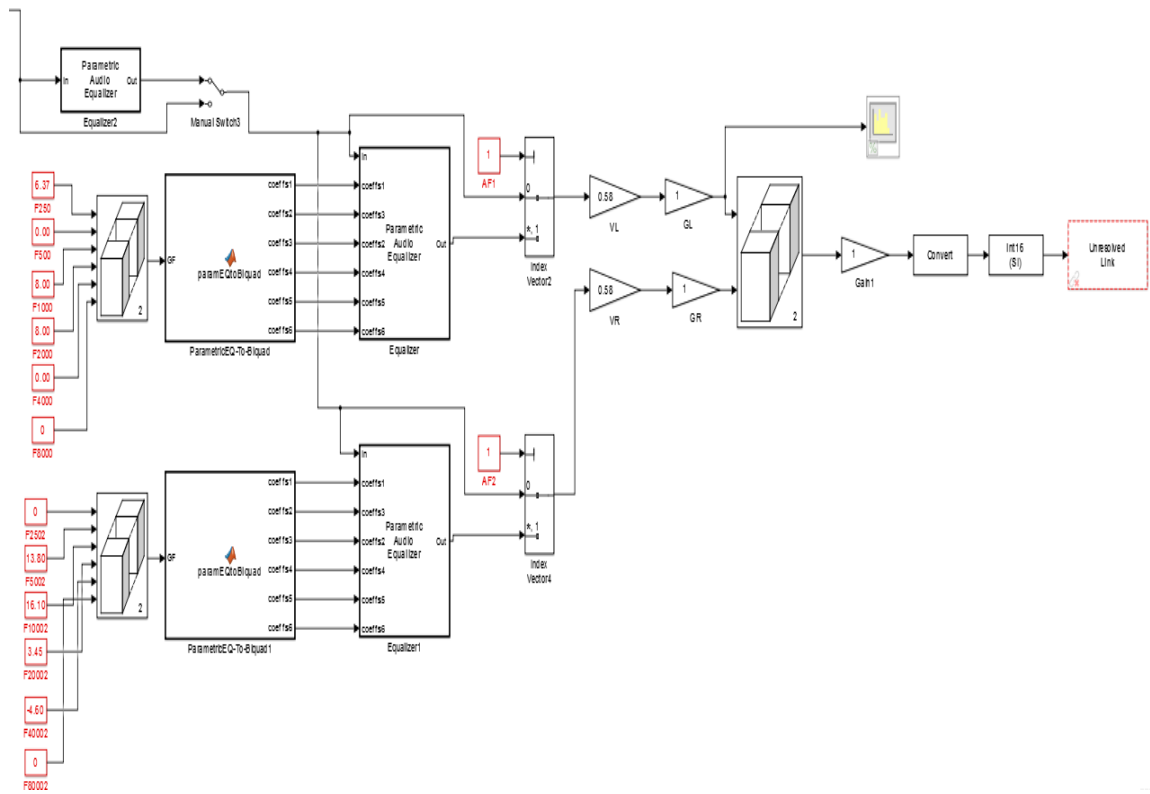 Parametric
Audio
Equalizer
In
Out
Equalizer2
Manual Switch3
6.37
F250
0.00
F500
8.00
F1000
8.00
F2000
0.00
F4000
0
F8000
2
GF
paramEQtoBiquad
coeffs1
coeffs2
coeffs3
coeffs4
coeffs5
coeffs6
ParametricEQ-To-Biquad
In
coeffs1
coeffs3
coeffs2
coeffs4
coeffs5
coeffs6
Parametric
Audio
Equalizer
Out
Equalizer
1
AF1
0
*, 1
Index
Vector2
0.58
VL
1
GL
0.58
VR
1
GR
2
1
Gain1
Convert
Int16
(SI)
Unresolved
Link
0
F2502
13.80
F5002
16.10
F10002
3.45
F20002
-4.60
F40002
0
F80002
2
GF
paramEQtoBiquad
coeffs1
coeffs2
coeffs3
coeffs4
coeffs5
coeffs6
ParametricEQ-To-Biquad1
In
coeffs1
coeffs3
coeffs2
coeffs4
coeffs5
coeffs6
Parametric
Audio
Equalizer
Out
Equalizer1
1
AF2
0
*, 1
Index
Vector4